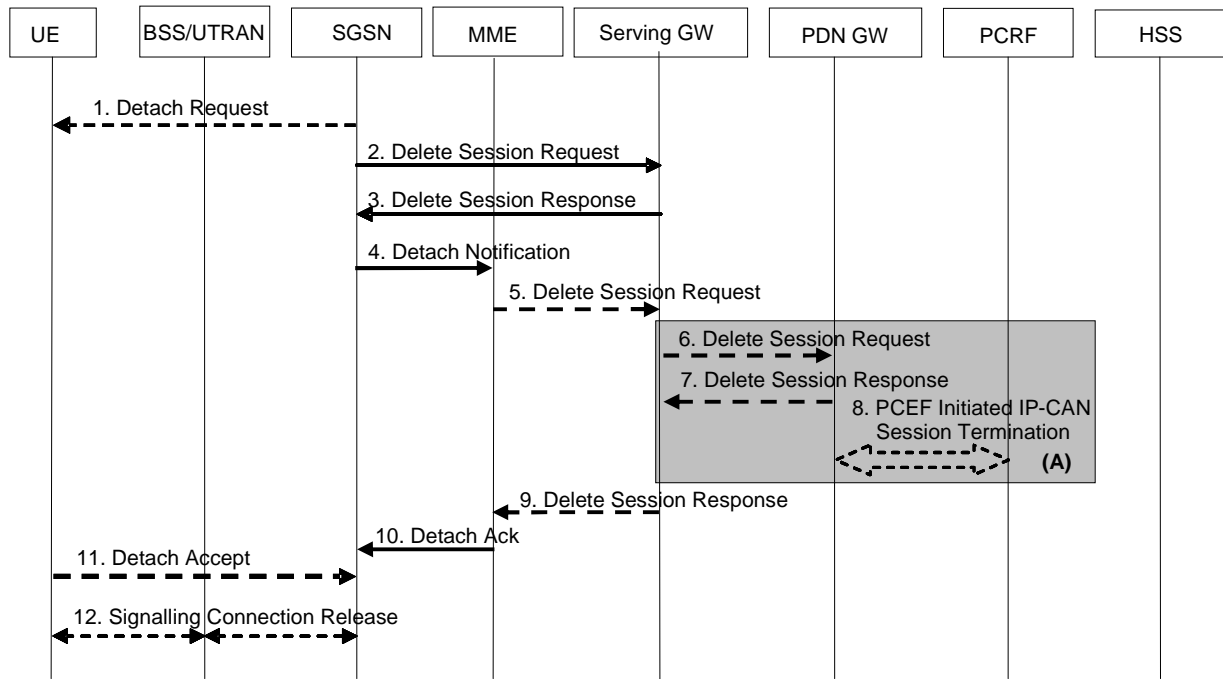 UE
BSS/UTRAN
SGSN
MME
Serving GW
PDN GW
PCRF
HSS
1. Detach Request
2. Delete Session Request
3. Delete Session Response
4. Detach Notification
5. Delete Session Request
6. Delete Session Request
7. Delete Session Response
8. PCEF Initiated IP-CAN
Session Termination
(A)
9. Delete Session Response
10. Detach Ack
11. Detach Accept
12. Signalling Connection Release